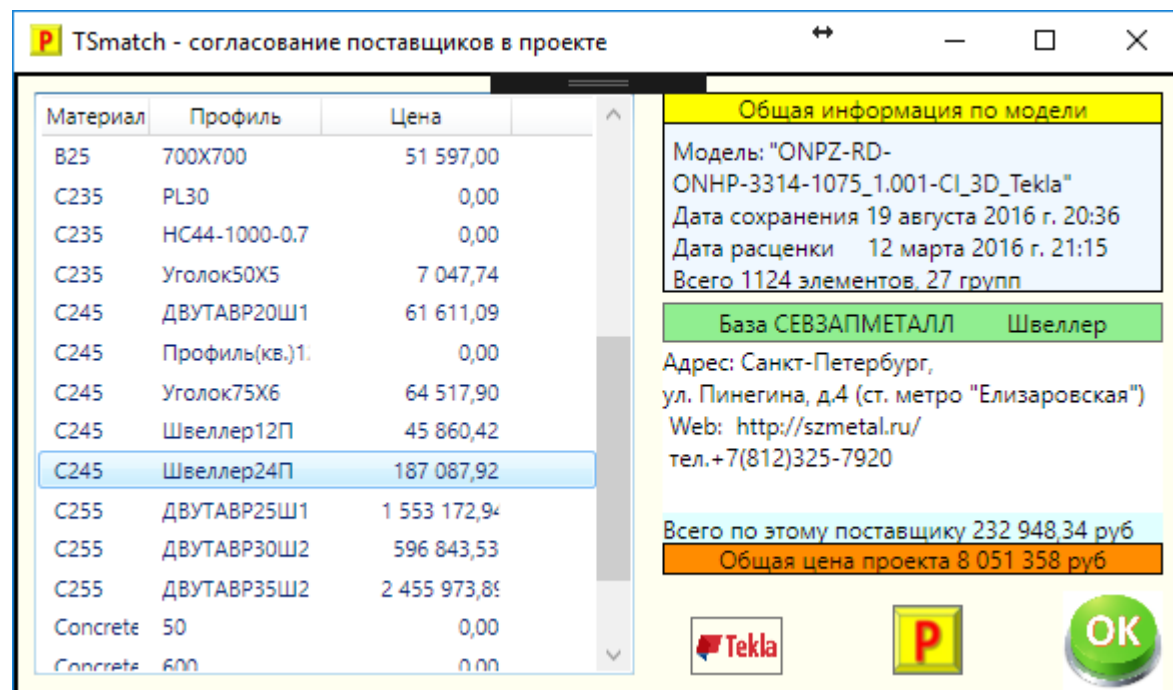 P TSmatch - согласование поставщиков в проекте
Материал Профиль Цена
B25 700X700 51 597,00
C235 PL30 0,00
C235 НС44-1000-0.7 0,00
C235 Уголок50X5 7 047,74
C245 ДВУТАВР20Ш1 61 611,09
C245 Профиль(кв.)1 0,00
C245 Уголок75X6 64 517,90
C245 Швеллер12П 45 860,42
C245 Швеллер24П 187 087,92
C255 ДВУТАВР25Ш1 1 553 172,94
C255 ДВУТАВР30Ш2 596 843,53
C255 ДВУТАВР35Ш2 2 455 973,89
Concrete 50 0,00
Concrete 600 0,00
Общая информация по модели
Модель: "ONPZ-RD-
ONHP-3314-1075_1.001-CI_3D_Tekla"
Дата сохранения 19 августа 2016 г. 20:36
Дата расценки 12 марта 2016 г. 21:15
Всего 1124 элементов, 27 групп
База СЕВЗАПМЕТАЛЛ Швеллер
Адрес: Санкт-Петербург,
ул. Пинегина, д.4 (ст. метро "Елизаровская")
Web: http://szmetal.ru/
тел.+7(812)325-7920
Всего по этому поставщику 232 948,34 руб
Общая цена проекта 8 051 358 руб
Tekla P OK